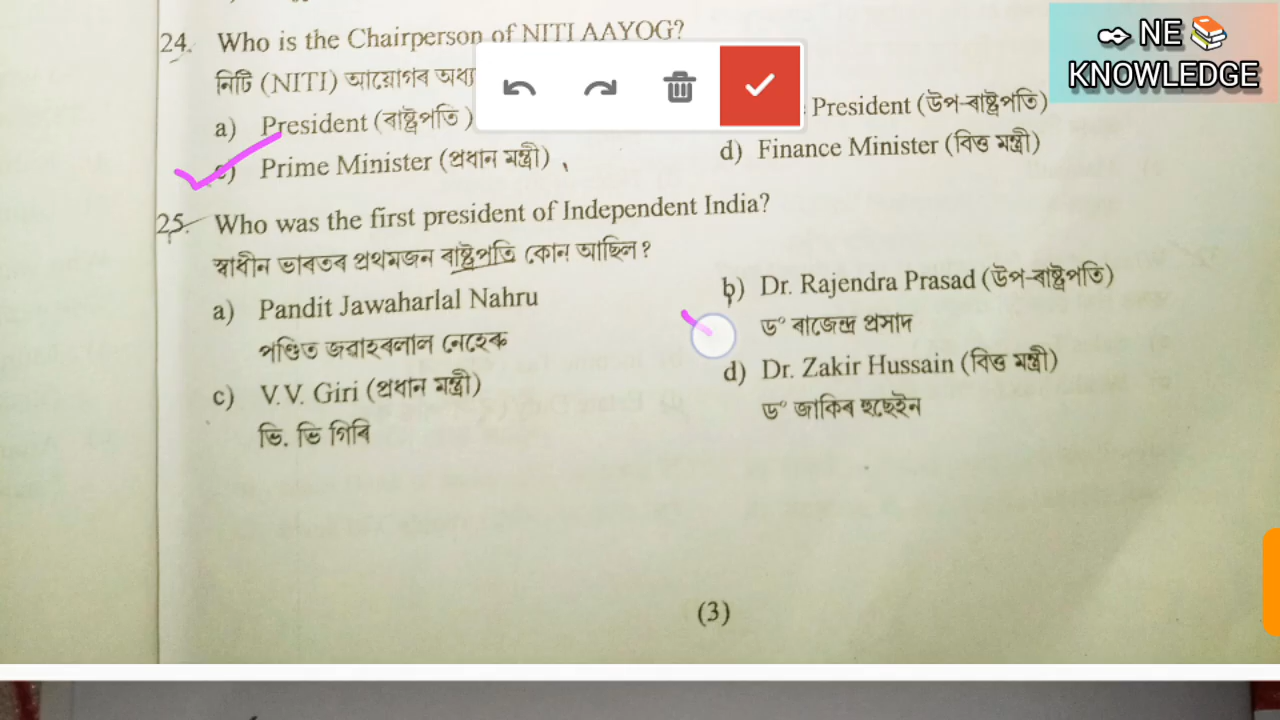 NE
KNOWLEDGE
24. Who is the Chairperson of NITI AAYOG?
নিটি (NITI) আয়োগৰ
a) President (ৰাষ্ট্ৰপতি )
President (উপ-ৰাষ্ট্ৰপতি)
c) Prime Minister (প্ৰধান মন্ত্ৰী)
d) Finance Minister (বিত্ত মন্ত্ৰী)
25. Who was the first president of Independent India?
স্বাধীন ভাৰতৰ প্ৰথমজন ৰাষ্ট্ৰপতি কোন আছিল?
a) Pandit Jawaharlal Nahru
b) Dr. Rajendra Prasad (উপ-ৰাষ্ট্ৰপতি)
পণ্ডিত জৱাহৰলাল নেহেৰু
ড° ৰাজেন্দ্ৰ প্ৰসাদ
c) V.V. Giri (প্ৰধান মন্ত্ৰী)
d) Dr. Zakir Hussain (বিত্ত মন্ত্ৰী)
ভি. ভি গিৰি
ড° জাকিৰ হুছেইন
(3)